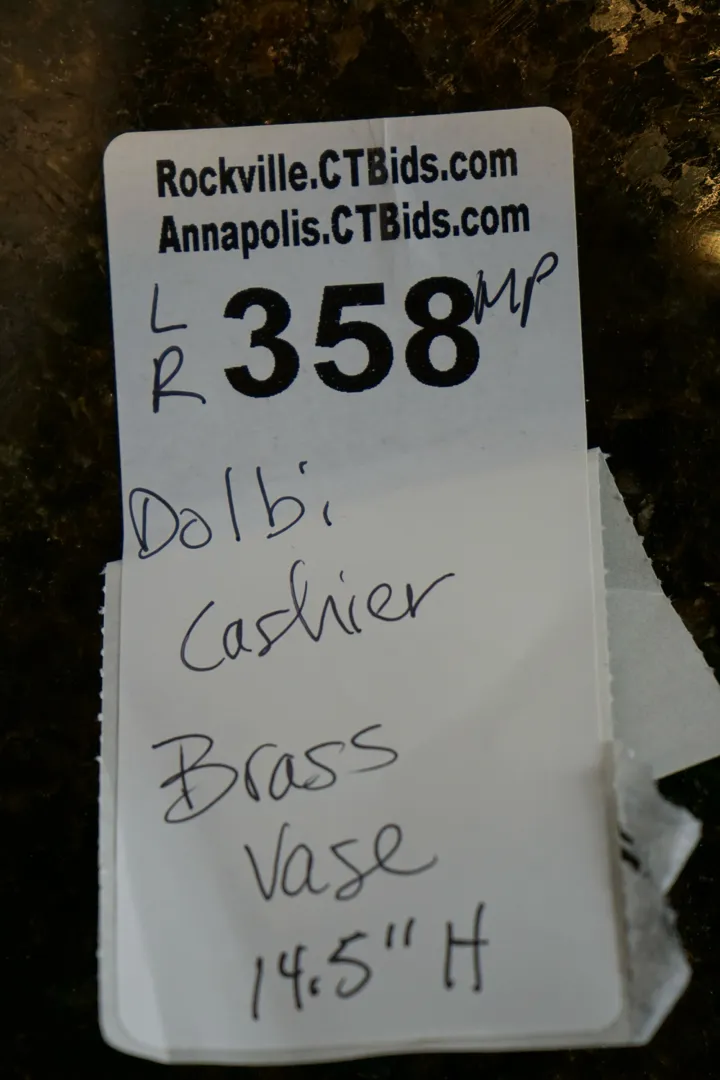 Rockville.CTBids.com
Annapolis.CTBids.com
L
R 358 MP
Dolbi
Cashier
Brass
Vase
14.5" H